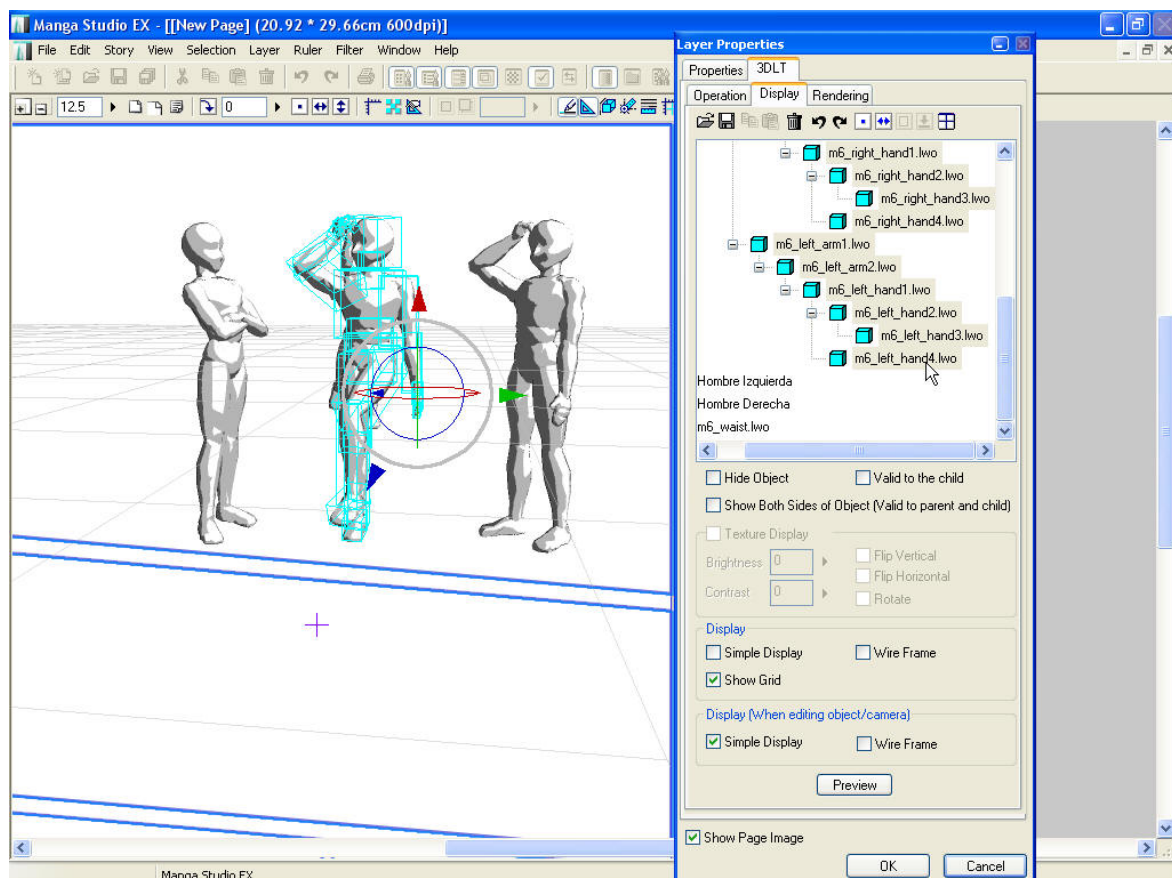 Manga Studio EX - [[New Page] (20.92 * 29.66cm 600dpi)]
File Edit Story View Selection Layer Ruler Filter Window Help
12.5
0
Layer Properties
Properties 3DLT
Operation Display Rendering
m6_right_hand1.lwo
m6_right_hand2.lwo
m6_right_hand3.lwo
m6_right_hand4.lwo
m6_left_arm1.lwo
m6_left_arm2.lwo
m6_left_hand1.lwo
m6_left_hand2.lwo
m6_left_hand3.lwo
m6_left_hand4.lwo
Hombre Izquierda
Hombre Derecha
m6_waist.lwo
Hide Object Valid to the child
Show Both Sides of Object (Valid to parent and child)
Texture Display
Brightness 0 Flip Vertical
Flip Horizontal
Contrast 0 Rotate
Display
Simple Display Wire Frame
Show Grid
Display (When editing object/camera)
Simple Display Wire Frame
Preview
Show Page Image
OK Cancel
Manga Studio EX